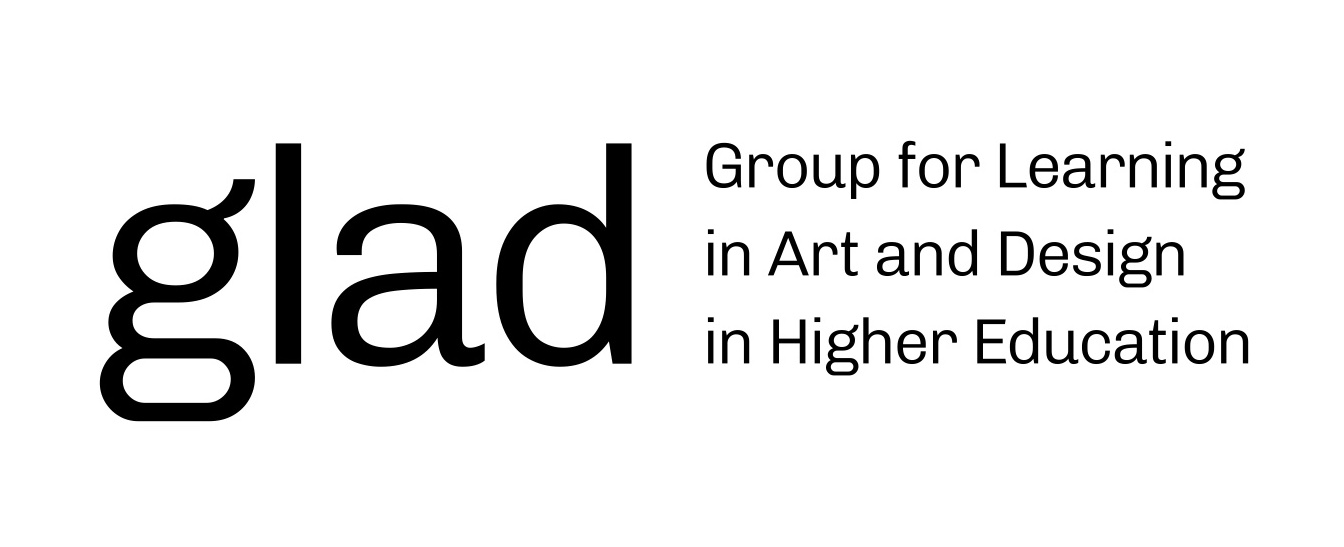 glad
Group for Learning
in Art and Design
in Higher Education